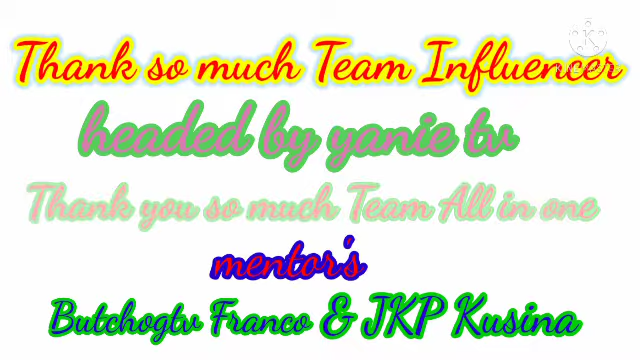 Thank so much Team Influencer
headed by yanie tv
Thank you so much Team All in one
mentor's
Butchogtv Franco & JKP Kusina